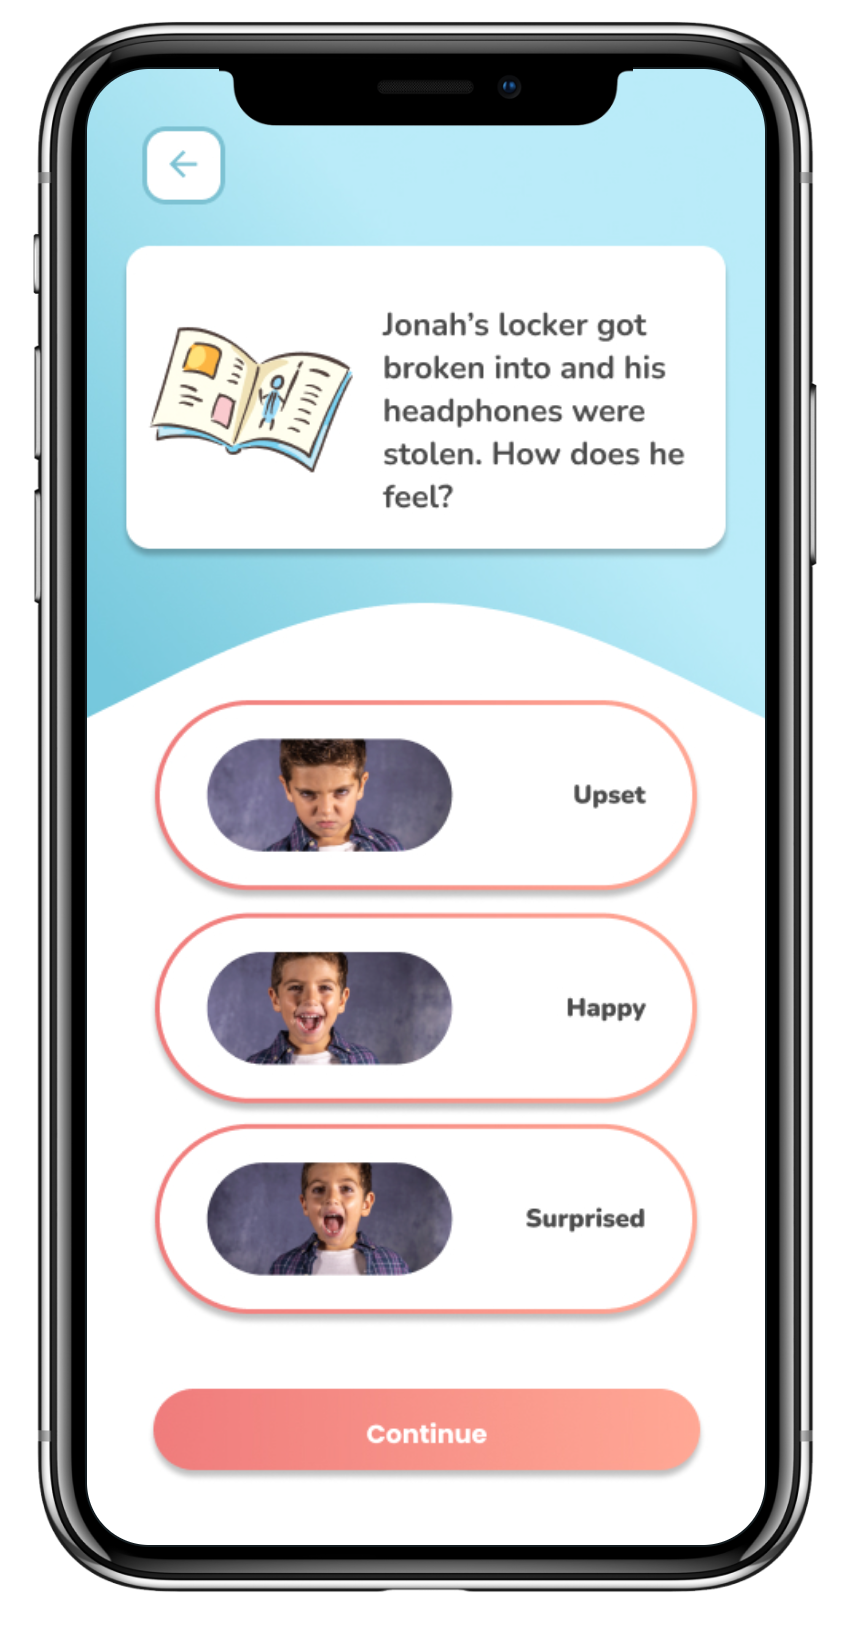 Jonah’s locker got
broken into and his
headphones were
stolen. How does he
feel?
Upset
Happy
Surprised
Continue